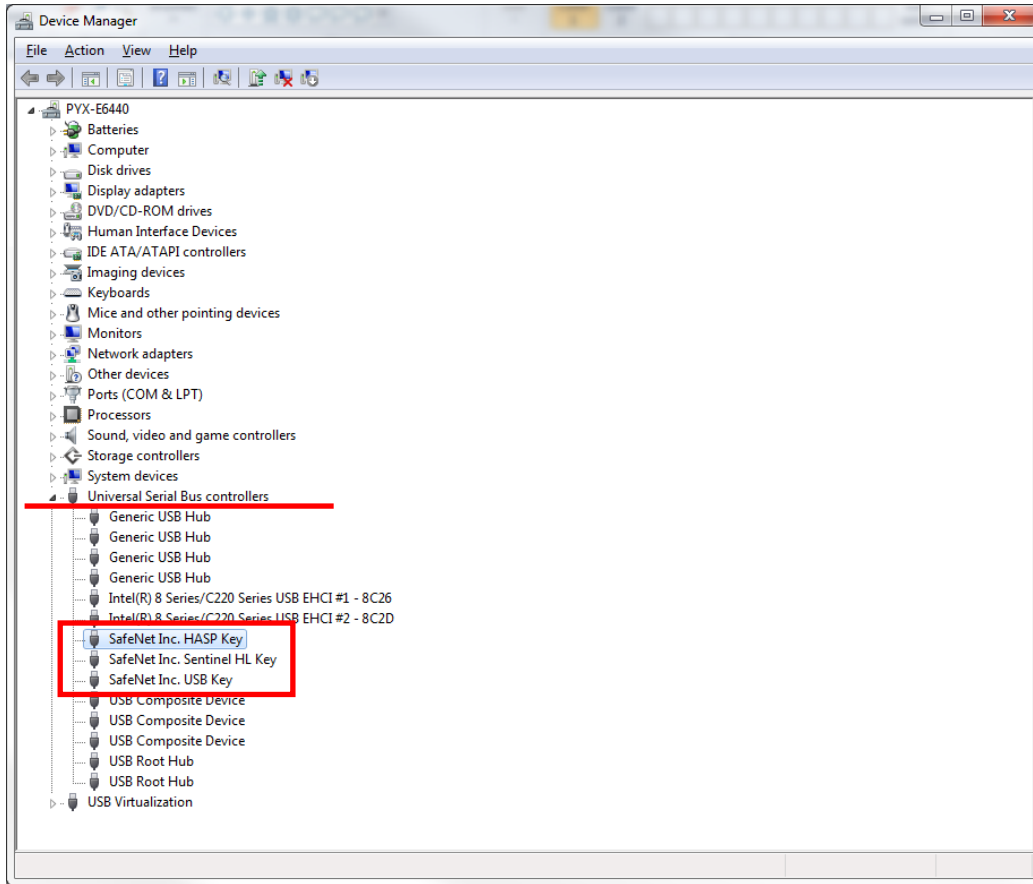 Device Manager
File Action View Help
PYX-E6440
Batteries
Computer
Disk drives
Display adapters
DVD/CD-ROM drives
Human Interface Devices
IDE ATA/ATAPI controllers
Imaging devices
Keyboards
Mice and other pointing devices
Monitors
Network adapters
Other devices
Ports (COM & LPT)
Processors
Sound, video and game controllers
Storage controllers
System devices
Universal Serial Bus controllers
Generic USB Hub
Generic USB Hub
Generic USB Hub
Generic USB Hub
Intel(R) 8 Series/C220 Series USB EHCI #1 - 8C26
Intel(R) 8 Series/C220 Series USB EHCI #2 - 8C2D
SafeNet Inc. HASP Key
SafeNet Inc. Sentinel HL Key
SafeNet Inc. USB Key
USB Composite Device
USB Composite Device
USB Composite Device
USB Root Hub
USB Root Hub
USB Virtualization